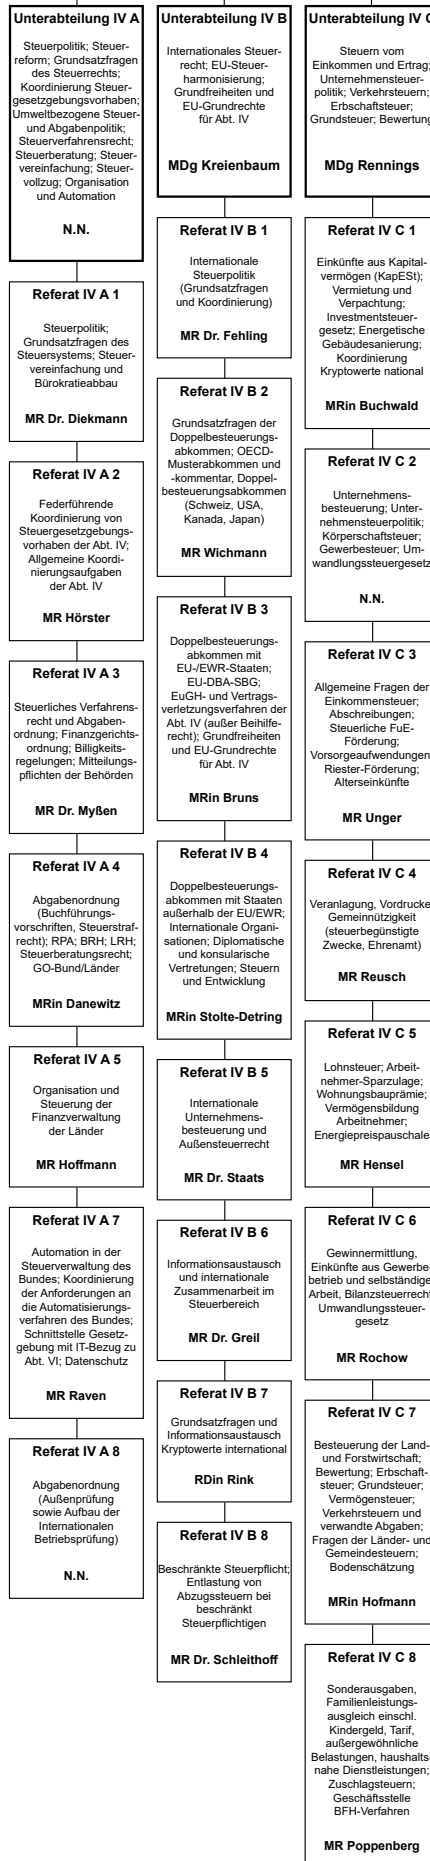 Unterabteilung IV A
Steuerpolitik; Steuer-
reform; Grundsatzfragen
des Steuerrechts;
Koordinierung Steuer-
gesetzgebungsvorhaben;
Umweltbezogene Steuer-
und Abgabenpolitik;
Steuerverfahrensrecht;
Steuerberatung; Steuer-
vereinfachung; Steuer-
vollzug; Organisation
und Automation
N.N.
Referat IV A 1
Steuerpolitik;
Grundsatzfragen des
Steuersystems; Steuer-
vereinfachung und
Bürokratieabbau
MR Dr. Diekmann
Referat IV A 2
Federführende
Koordinierung von
Steuergesetzgebungs-
vorhaben der Abt. IV;
Allgemeine Koordi-
nierungsaufgaben
der Abt. IV
MR Hörster
Referat IV A 3
Steuerliches Verfahrens-
recht und Abgaben-
ordnung; Finanzgerichts-
ordnung; Billigkeits-
regelungen; Mitteilungs-
pflichten der Behörden
MR Dr. Myßen
Referat IV A 4
Abgabenordnung
(Buchführungs-
vorschriften, Steuerstraf-
recht); RPA; BRH; LRH;
Steuerberatungsrecht;
GO-Bund/Länder
MRin Danewitz
Referat IV A 5
Organisation und
Steuerung der
Finanzverwaltung
der Länder
MR Hoffmann
Referat IV A 7
Automation in der
Steuerverwaltung des
Bundes; Koordinierung
der Anforderungen an
die Automatisierungs-
verfahren des Bundes;
Schnittstelle Gesetz-
gebung mit IT-Bezug zu
Abt. VI; Datenschutz
MR Raven
Referat IV A 8
Abgabenordnung
(Außenprüfung
sowie Aufbau der
Internationalen
Betriebsprüfung)
N.N.
Unterabteilung IV B
Internationales Steuer-
recht; EU-Steuer-
harmonisierung;
Grundfreiheiten und
EU-Grundrechte
für Abt. IV
MDg Kreienbaum
Referat IV B 1
Internationale
Steuerpolitik
(Grundsatzfragen
und Koordinierung)
MR Dr. Fehling
Referat IV B 2
Grundsatzfragen der
Doppelbesteuerungs-
abkommen; OECD-
Musterabkommen und
-kommentar, Doppel-
besteuerungsabkommen
(Schweiz, USA,
Kanada, Japan)
MR Wichmann
Referat IV B 3
Doppelbesteuerungs-
abkommen mit
EU-/EWR-Staaten;
EU-DBA-SBG;
EuGH- und Vertrags-
verletzungsverfahren der
Abt. IV (außer Beihilfe-
recht); Grundfreiheiten
und EU-Grundrechte
für Abt. IV
MRin Bruns
Referat IV B 4
Doppelbesteuerungs-
abkommen mit Staaten
außerhalb der EU/EWR;
Internationale Organi-
sationen; Diplomatische
und konsularische
Vertretungen; Steuern
und Entwicklung
MRin Stolte-Detring
Referat IV B 5
Internationale
Unternehmens-
besteuerung und
Außensteuerrecht
MR Dr. Staats
Referat IV B 6
Informationsaustausch
und internationale
Zusammenarbeit im
Steuerbereich
MR Dr. Greil
Referat IV B 7
Grundsatzfragen und
Informationsaustausch
Kryptowerte international
RDin Rink
Referat IV B 8
Beschränkte Steuerpflicht;
Entlastung von
Abzugssteuern bei
beschränkt
Steuerpflichtigen
MR Dr. Schleithoff
Unterabteilung IV C
Steuern vom
Einkommen und Ertrag;
Unternehmensteuer-
politik; Verkehrsteuern;
Erbschaftsteuer;
Grundsteuer; Bewertung
MDg Rennings
Referat IV C 1
Einkünfte aus Kapital-
vermögen (KapESt);
Vermietung und
Verpachtung;
Investmentsteuer-
gesetz; Energetische
Gebäudesanierung;
Koordinierung
Kryptowerte national
MRin Buchwald
Referat IV C 2
Unternehmens-
besteuerung; Unter-
nehmensteuerpolitik;
Körperschaftsteuer;
Gewerbesteuer; Um-
wandlungssteuergesetz
N.N.
Referat IV C 3
Allgemeine Fragen der
Einkommensteuer;
Abschreibungen;
Steuerliche FuE-
Förderung;
Vorsorgeaufwendungen
Riester-Förderung;
Alterseinkünfte
MR Unger
Referat IV C 4
Veranlagung, Vordrucke
Gemeinnützigkeit
(steuerbegünstigte
Zwecke, Ehrenamt)
MR Reusch
Referat IV C 5
Lohnsteuer; Arbeit-
nehmer-Sparzulage;
Wohnungsbauprämie;
Vermögensbildung
Arbeitnehmer;
Energiepreispauschale
MR Hensel
Referat IV C 6
Gewinnermittlung,
Einkünfte aus Gewerbe-
betrieb und selbständige
Arbeit, Bilanzsteuerrecht
Umwandlungssteuer-
gesetz
MR Rochow
Referat IV C 7
Besteuerung der Land-
und Forstwirtschaft;
Bewertung; Erbschaft-
steuer; Grundsteuer;
Vermögensteuer;
Verkehrsteuern und
verwandte Abgaben;
Fragen der Länder- und
Gemeindesteuern;
Bodenschätzung
MRin Hofmann
Referat IV C 8
Sonderausgaben,
Familienleistungs-
ausgleich einschl.
Kindergeld, Tarif,
außergewöhnliche
Belastungen, haushalts-
nahe Dienstleistungen;
Zuschlagsteuern;
Geschäftsstelle
BFH-Verfahren
MR Poppenberg